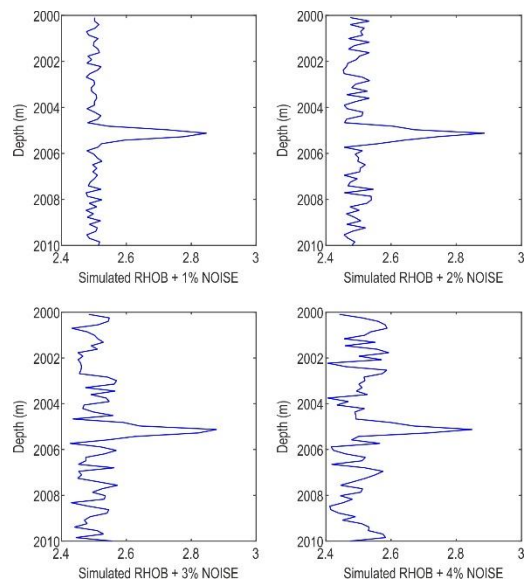 2000
2002
2004
2006
2008
2010
Depth (m)
2.4 2.6 2.8 3
Simulated RHOB + 1% NOISE
2000
2002
2004
2006
2008
2010
Depth (m)
2.4 2.6 2.8 3
Simulated RHOB + 2% NOISE
2000
2002
2004
2006
2008
2010
Depth (m)
2.4 2.6 2.8 3
Simulated RHOB + 3% NOISE
2000
2002
2004
2006
2008
2010
Depth (m)
2.4 2.6 2.8 3
Simulated RHOB + 4% NOISE